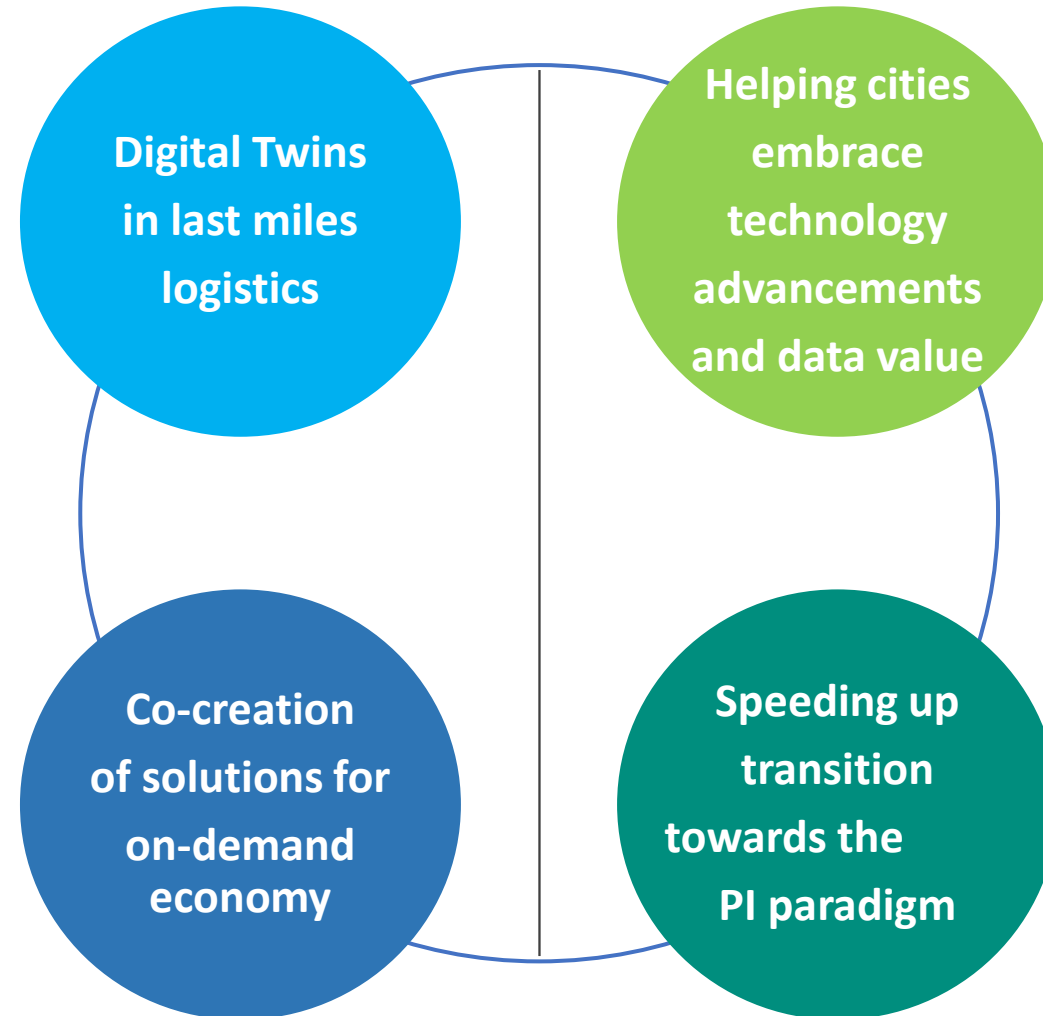 Digital Twins
in last miles
logistics
Helping cities
embrace
technology
advancements
and data value
Co-creation
of solutions for
on-demand
economy
Speeding up
transition
towards the
PI paradigm